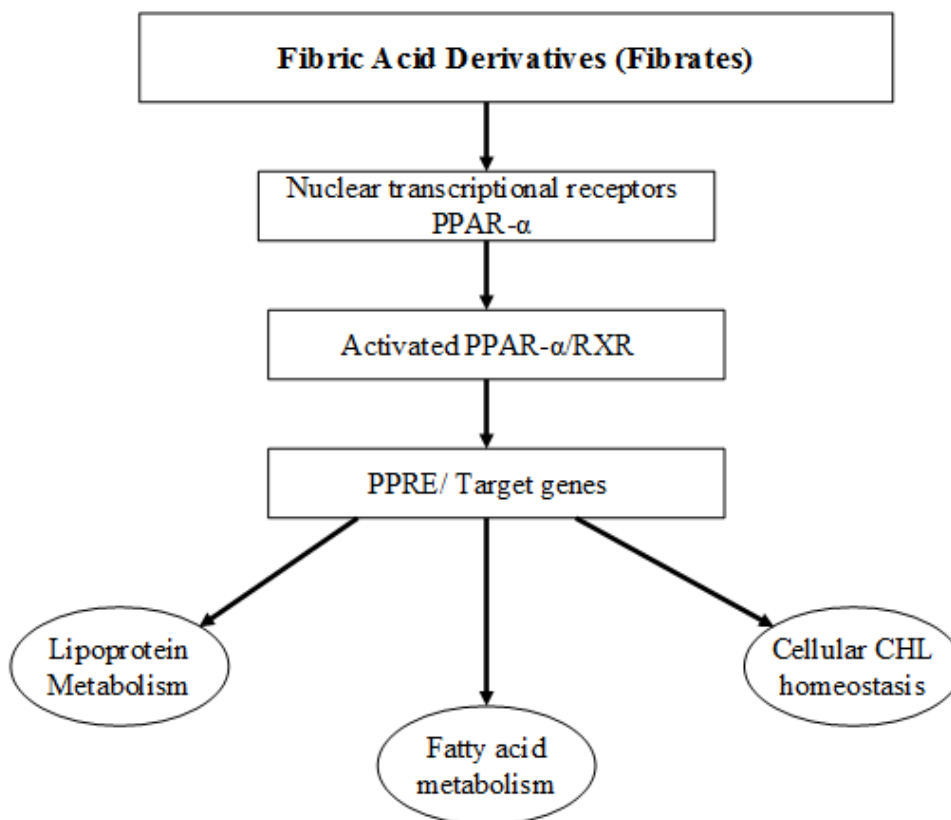 Fibric Acid Derivatives (Fibrates)
Nuclear transcriptional receptors
PPAR-α
Activated PPAR-α/RXR
PPRE/ Target genes
Lipoprotein
Metabolism
Cellular CHL
homeostasis
Fatty acid
metabolism